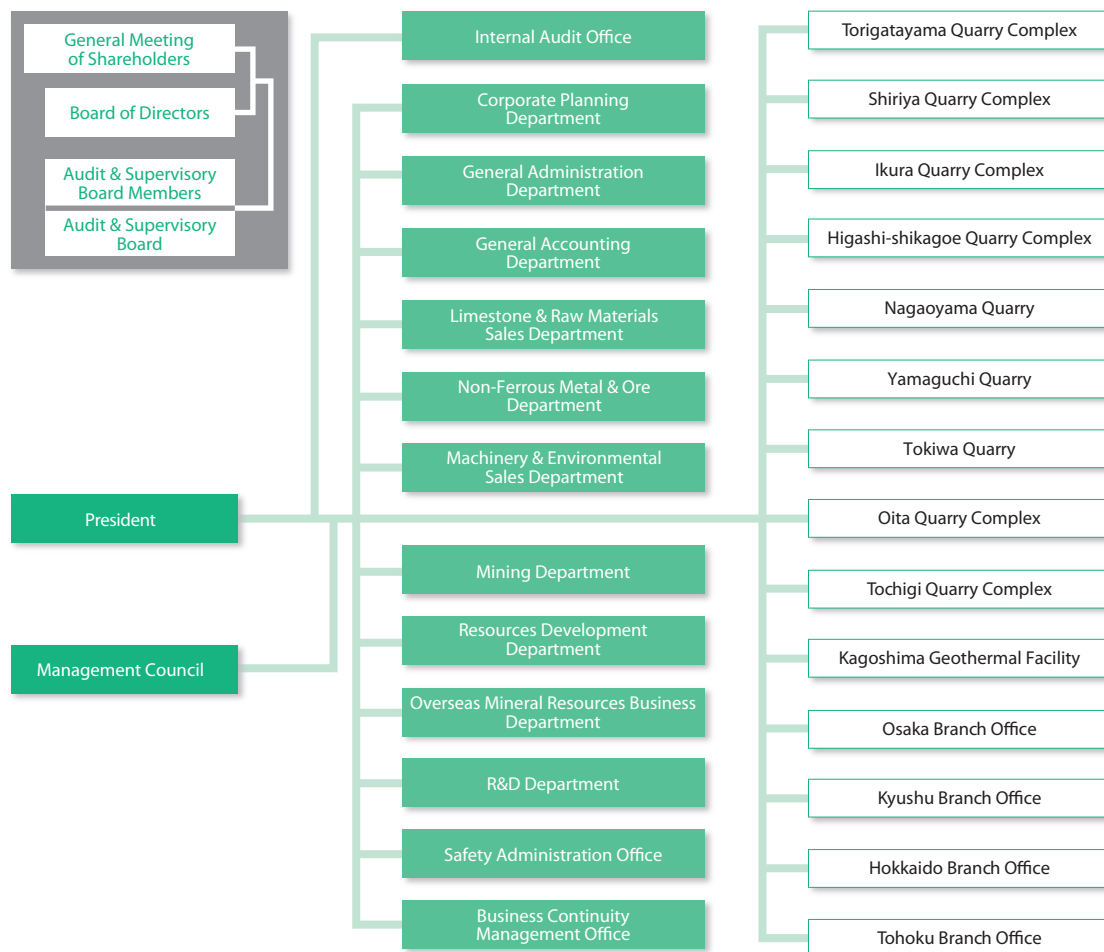 General Meeting
of Shareholders
Board of Directors
Audit & Supervisory
Board Members
Audit & Supervisory
Board
President
Management Council
Internal Audit Office
Corporate Planning
Department
General Administration
Department
General Accounting
Department
Limestone & Raw Materials
Sales Department
Non-Ferrous Metal & Ore
Department
Machinery & Environmental
Sales Department
Mining Department
Resources Development
Department
Overseas Mineral Resources Business
Department
R&D Department
Safety Administration Office
Business Continuity
Management Office
Torigatayama Quarry Complex
Shiriya Quarry Complex
Ikura Quarry Complex
Higashi-shikagoe Quarry Complex
Nagaoyama Quarry
Yamaguchi Quarry
Tokiwa Quarry
Oita Quarry Complex
Tochigi Quarry Complex
Kagoshima Geothermal Facility
Osaka Branch Office
Kyushu Branch Office
Hokkaido Branch Office
Tohoku Branch Office